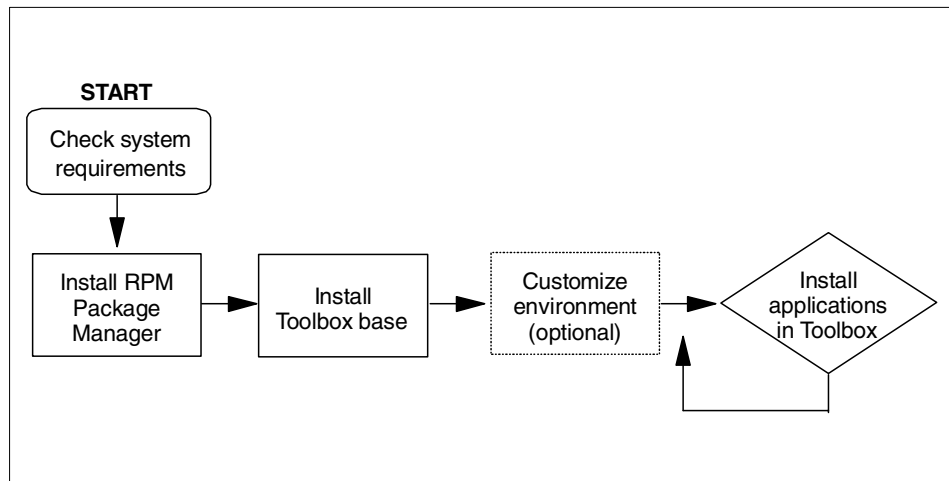 START
Check system
requirements
Install RPM
Package
Manager
Install
Toolbox base
Customize
environment
(optional)
Install
applications
in Toolbox